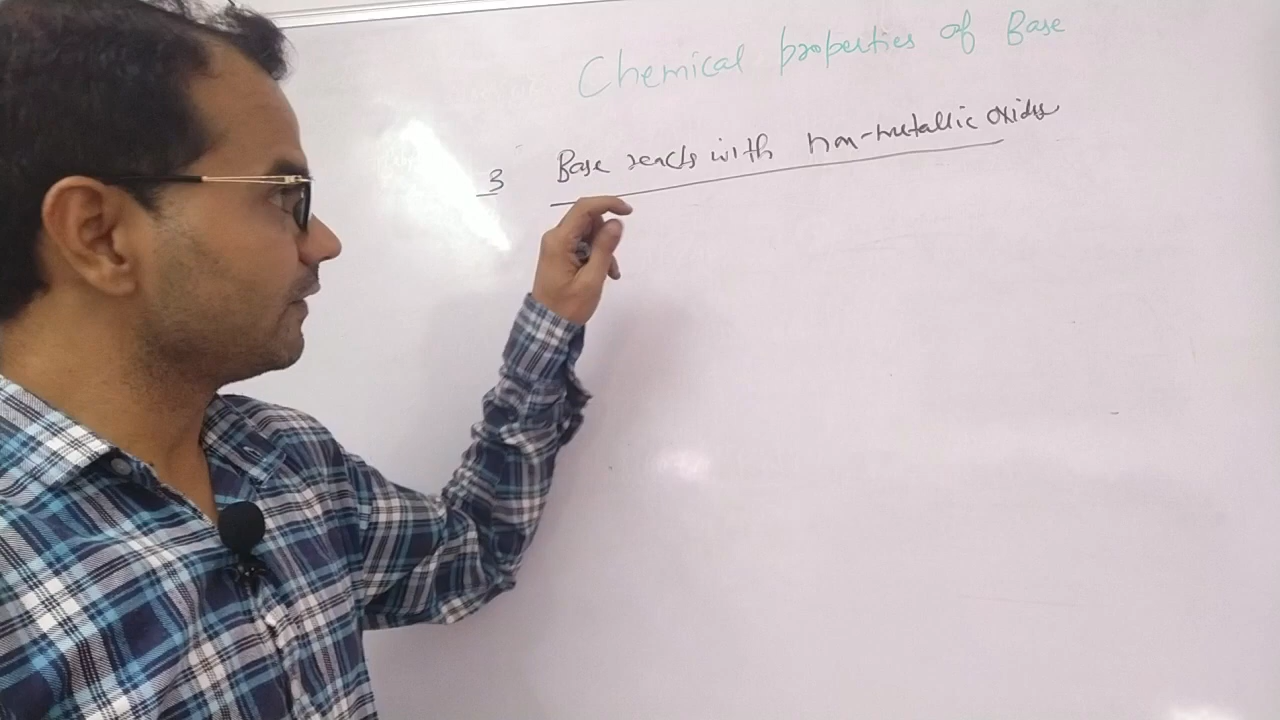 Chemical properties of Base
3 Base reacts with non-metallic oxides